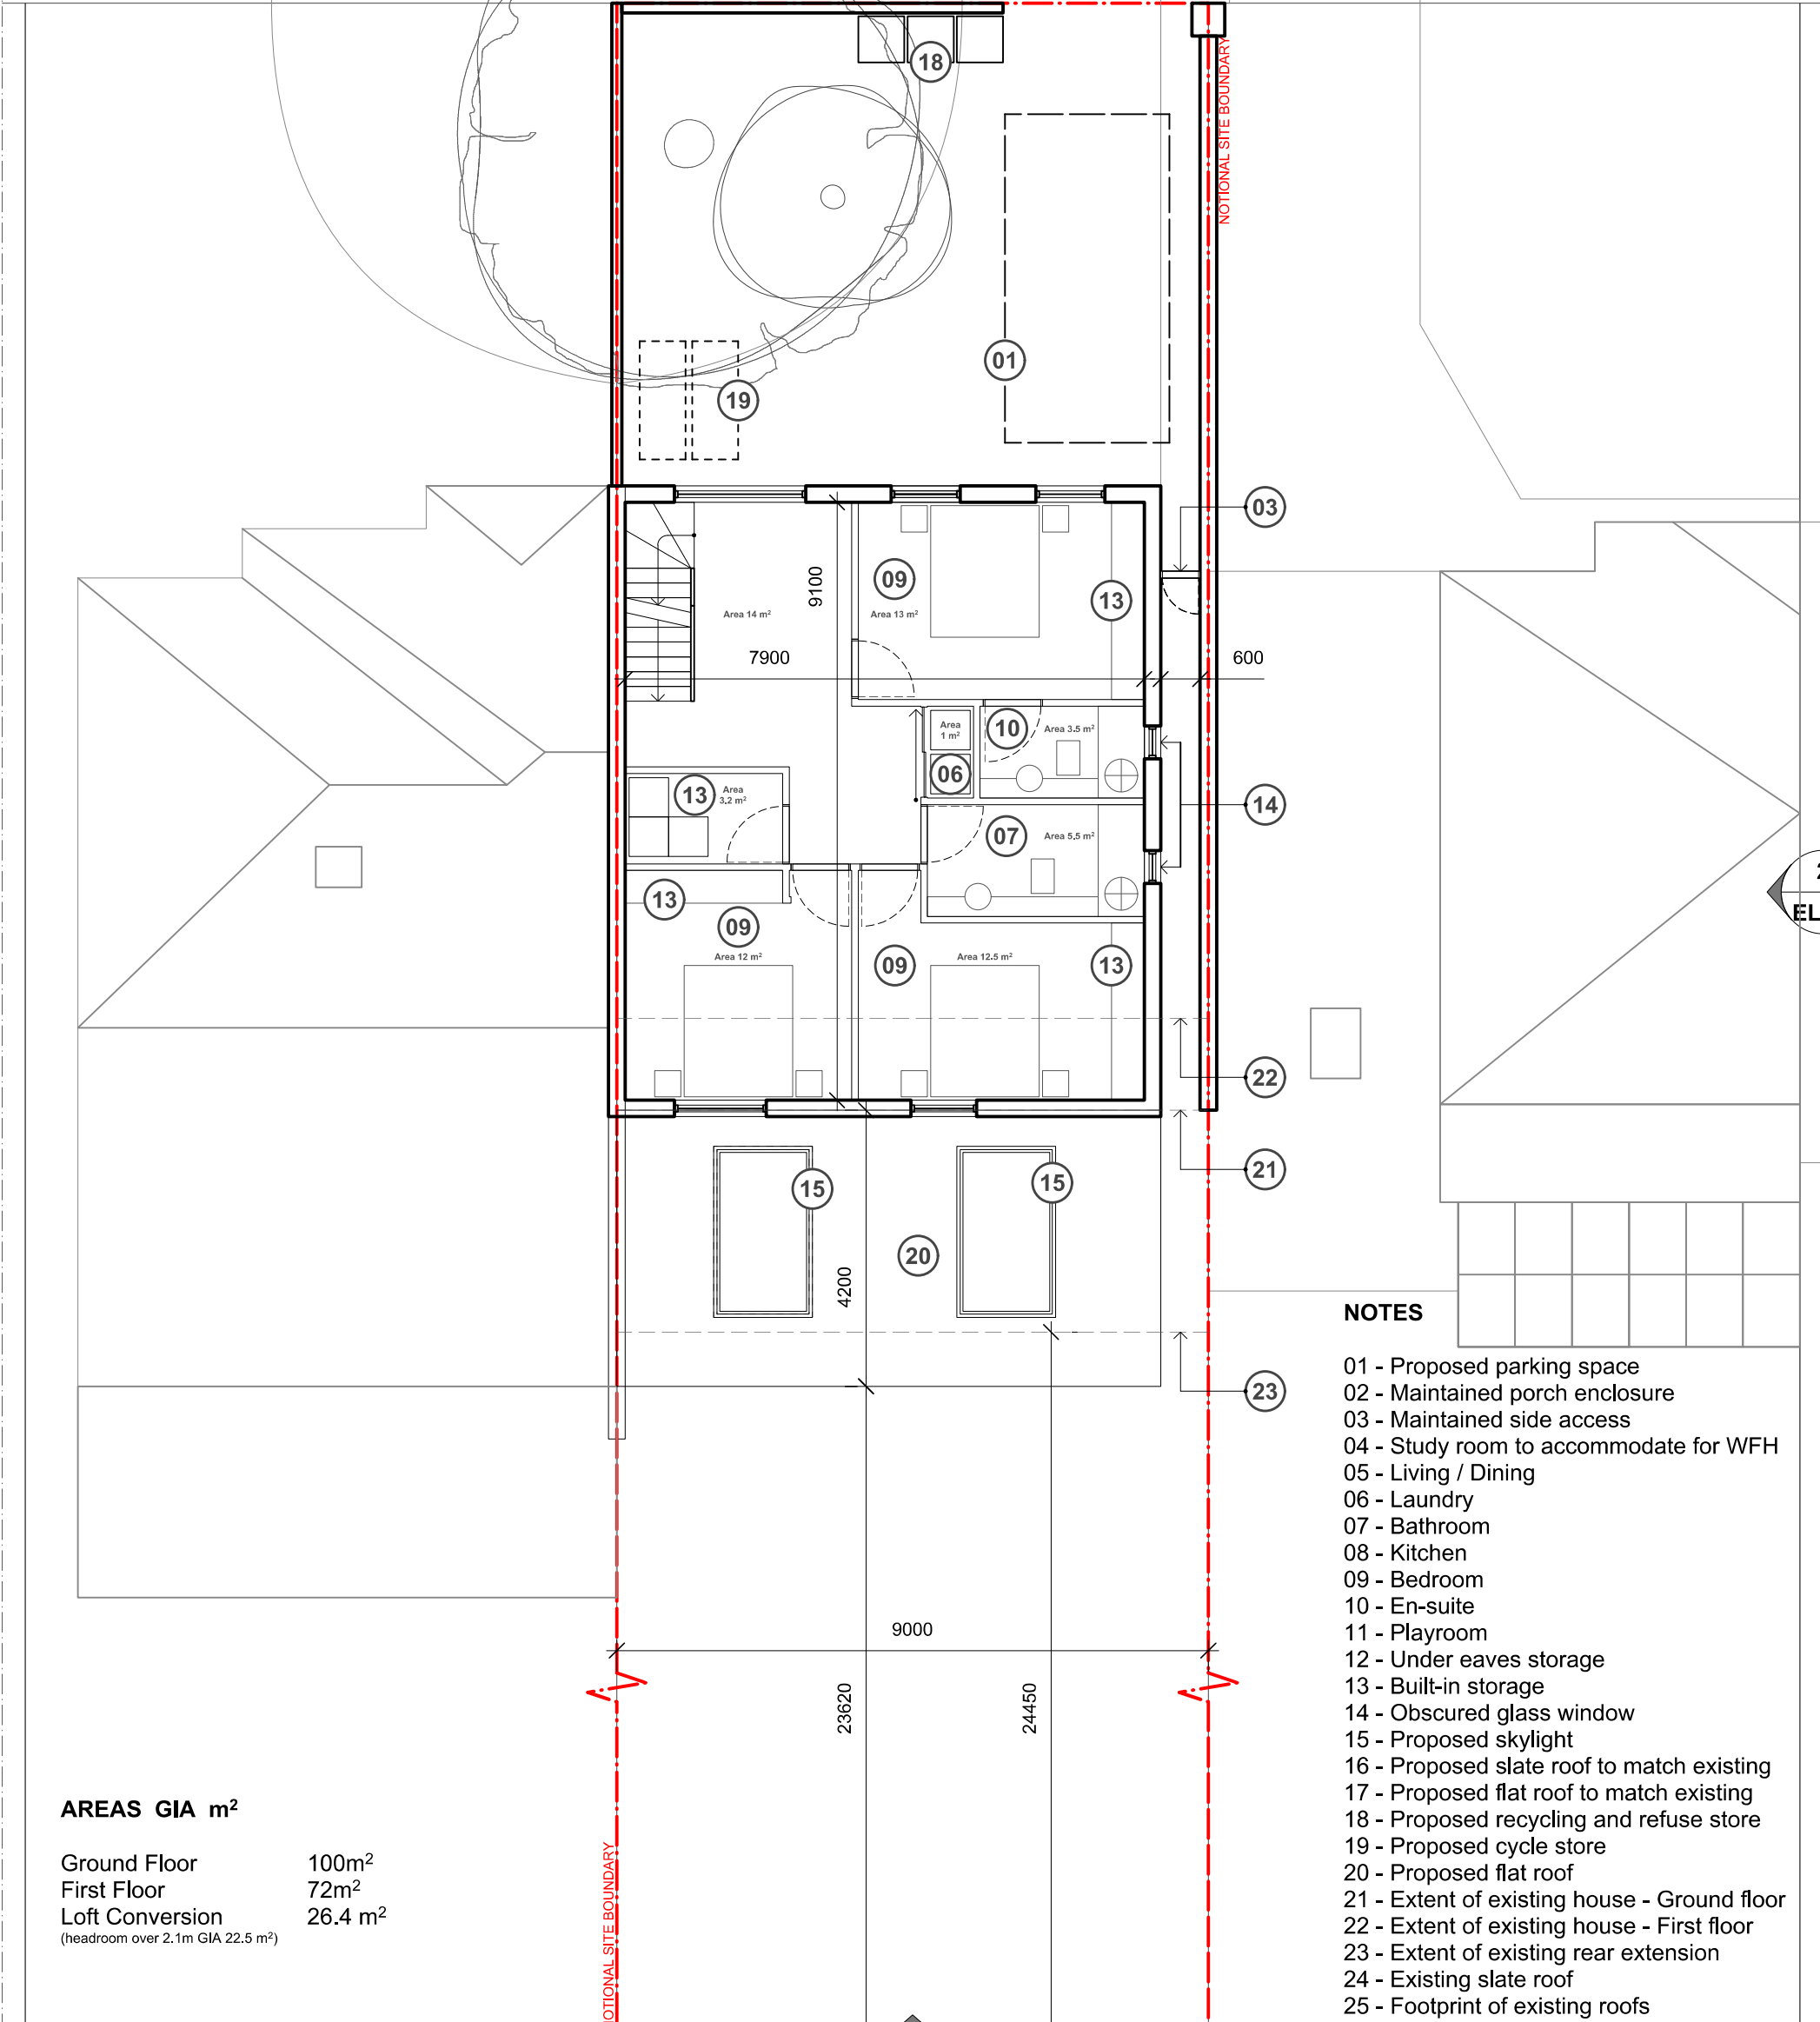 18
NOTIONAL SITE BOUNDARY
01
19
03
09
13
9100
Area 14 m²
Area 13 m²
7900
600
Area
1 m²
10
Area 3.5 m²
06
13
Area
3.2 m²
14
07
Area 5.5 m²
13
09
Area 12 m²
09
Area 12.5 m²
13
EL
22
21
15
15
20
4200
23
9000
23620
24450
NOTES
01 - Proposed parking space
02 - Maintained porch enclosure
03 - Maintained side access
04 - Study room to accommodate for WFH
05 - Living / Dining
06 - Laundry
07 - Bathroom
08 - Kitchen
09 - Bedroom
10 - En-suite
11 - Playroom
12 - Under eaves storage
13 - Built-in storage
14 - Obscured glass window
15 - Proposed skylight
16 - Proposed slate roof to match existing
17 - Proposed flat roof to match existing
18 - Proposed recycling and refuse store
19 - Proposed cycle store
20 - Proposed flat roof
21 - Extent of existing house - Ground floor
22 - Extent of existing house - First floor
23 - Extent of existing rear extension
24 - Existing slate roof
25 - Footprint of existing roofs
AREAS GIA m²
Ground Floor 100m²
First Floor 72m²
Loft Conversion 26.4 m²
(headroom over 2.1m GIA 22.5 m²)
OTIONAL SITE BOUNDARY